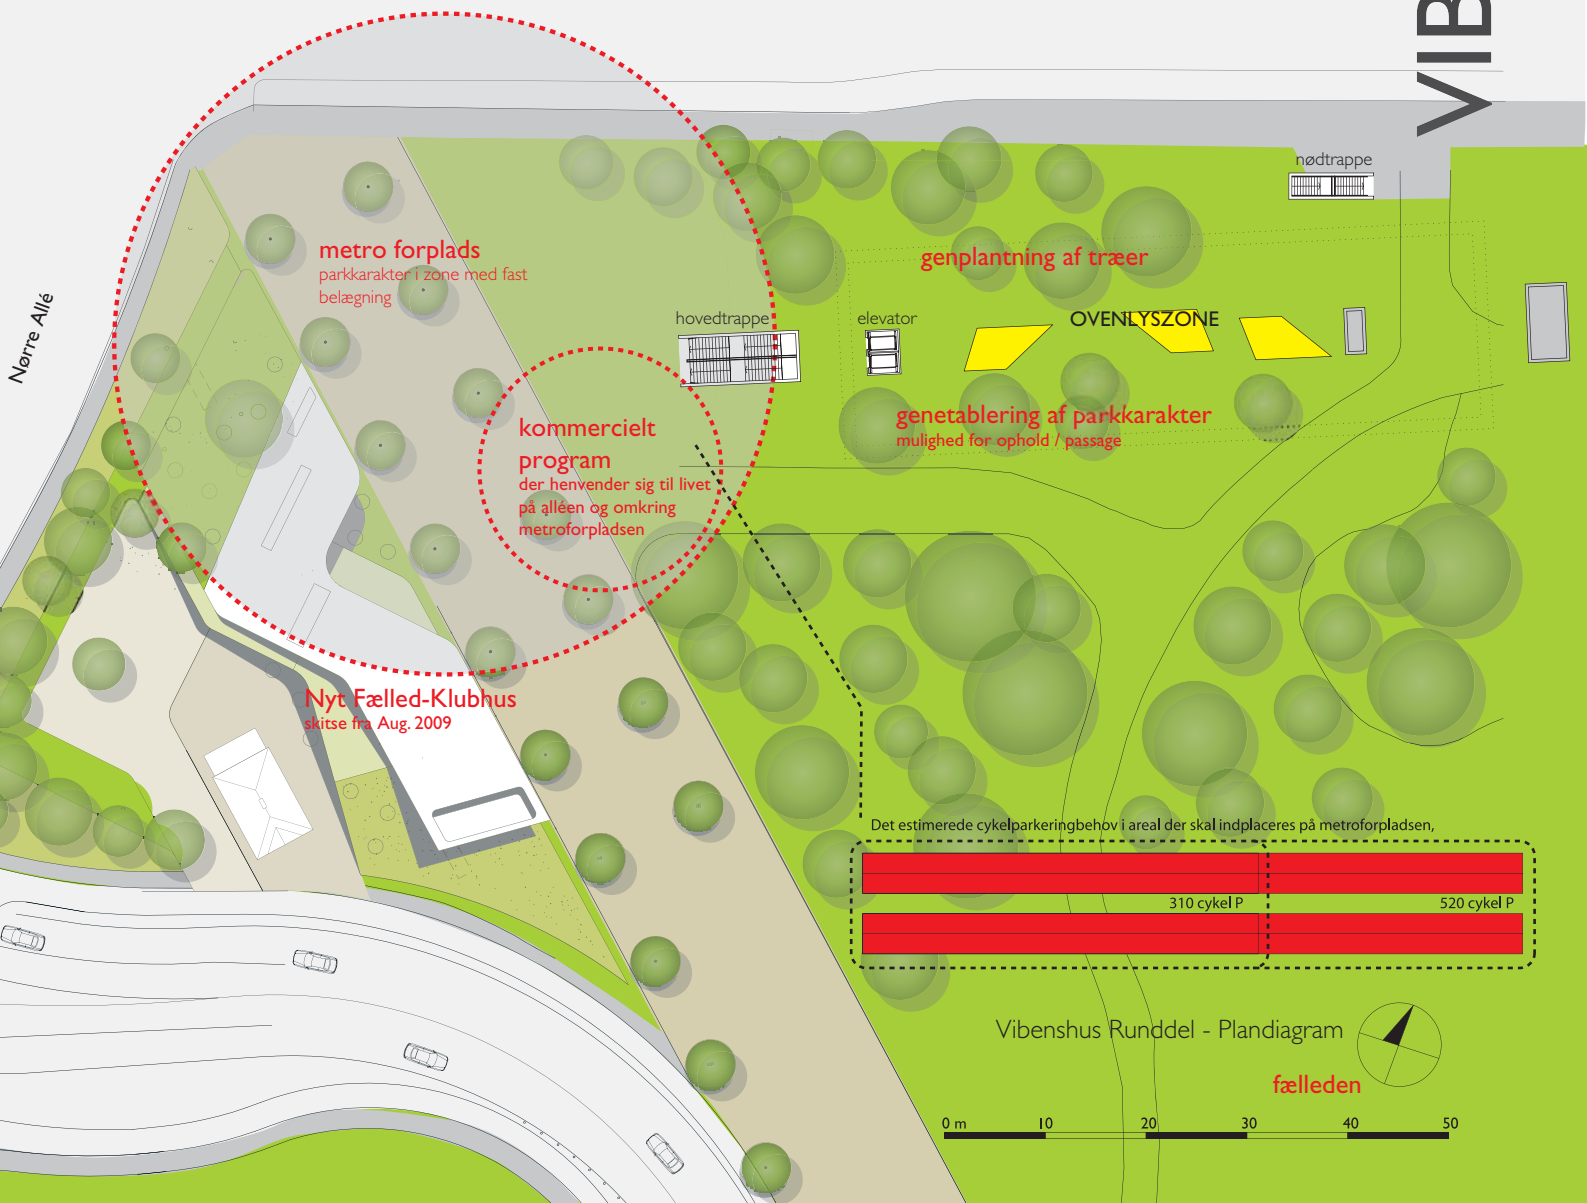 VIB
nødtrappe
metro forplads
parkkarakter i zone med fast
belægning
genplantning af træer
Nørre Allé
hovedtrappe
elevator
OVENLYSZONE
kommercielt
program
der henvender sig til livet
på alléen og omkring
metroforpladsen
genetablering af parkkarakter
mulighed for ophold / passage
Nyt Fælled-Klubhus
skitse fra Aug. 2009
Det estimerede cykelparkeringbehov i areal der skal indplaceres på metroforpladsen,
310 cykel P
520 cykel P
Vibenshus Runddel - Plandiagram
fælleden
0 m 10 20 30 40 50